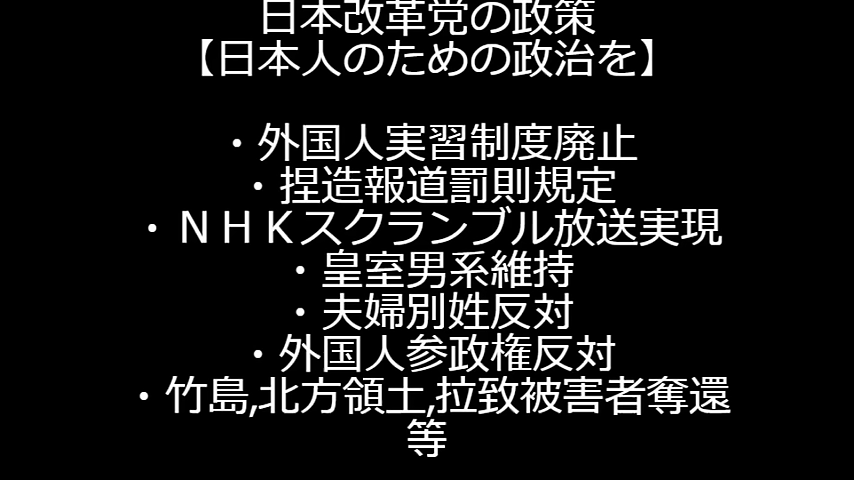 日本改革党の政策
【日本人のための政治を】
・外国人実習制度廃止
・捏造報道罰則規定
・ＮＨＫスクランブル放送実現
・皇室男系維持
・夫婦別姓反対
・外国人参政権反対
・竹島,北方領土,拉致被害者奪還
等